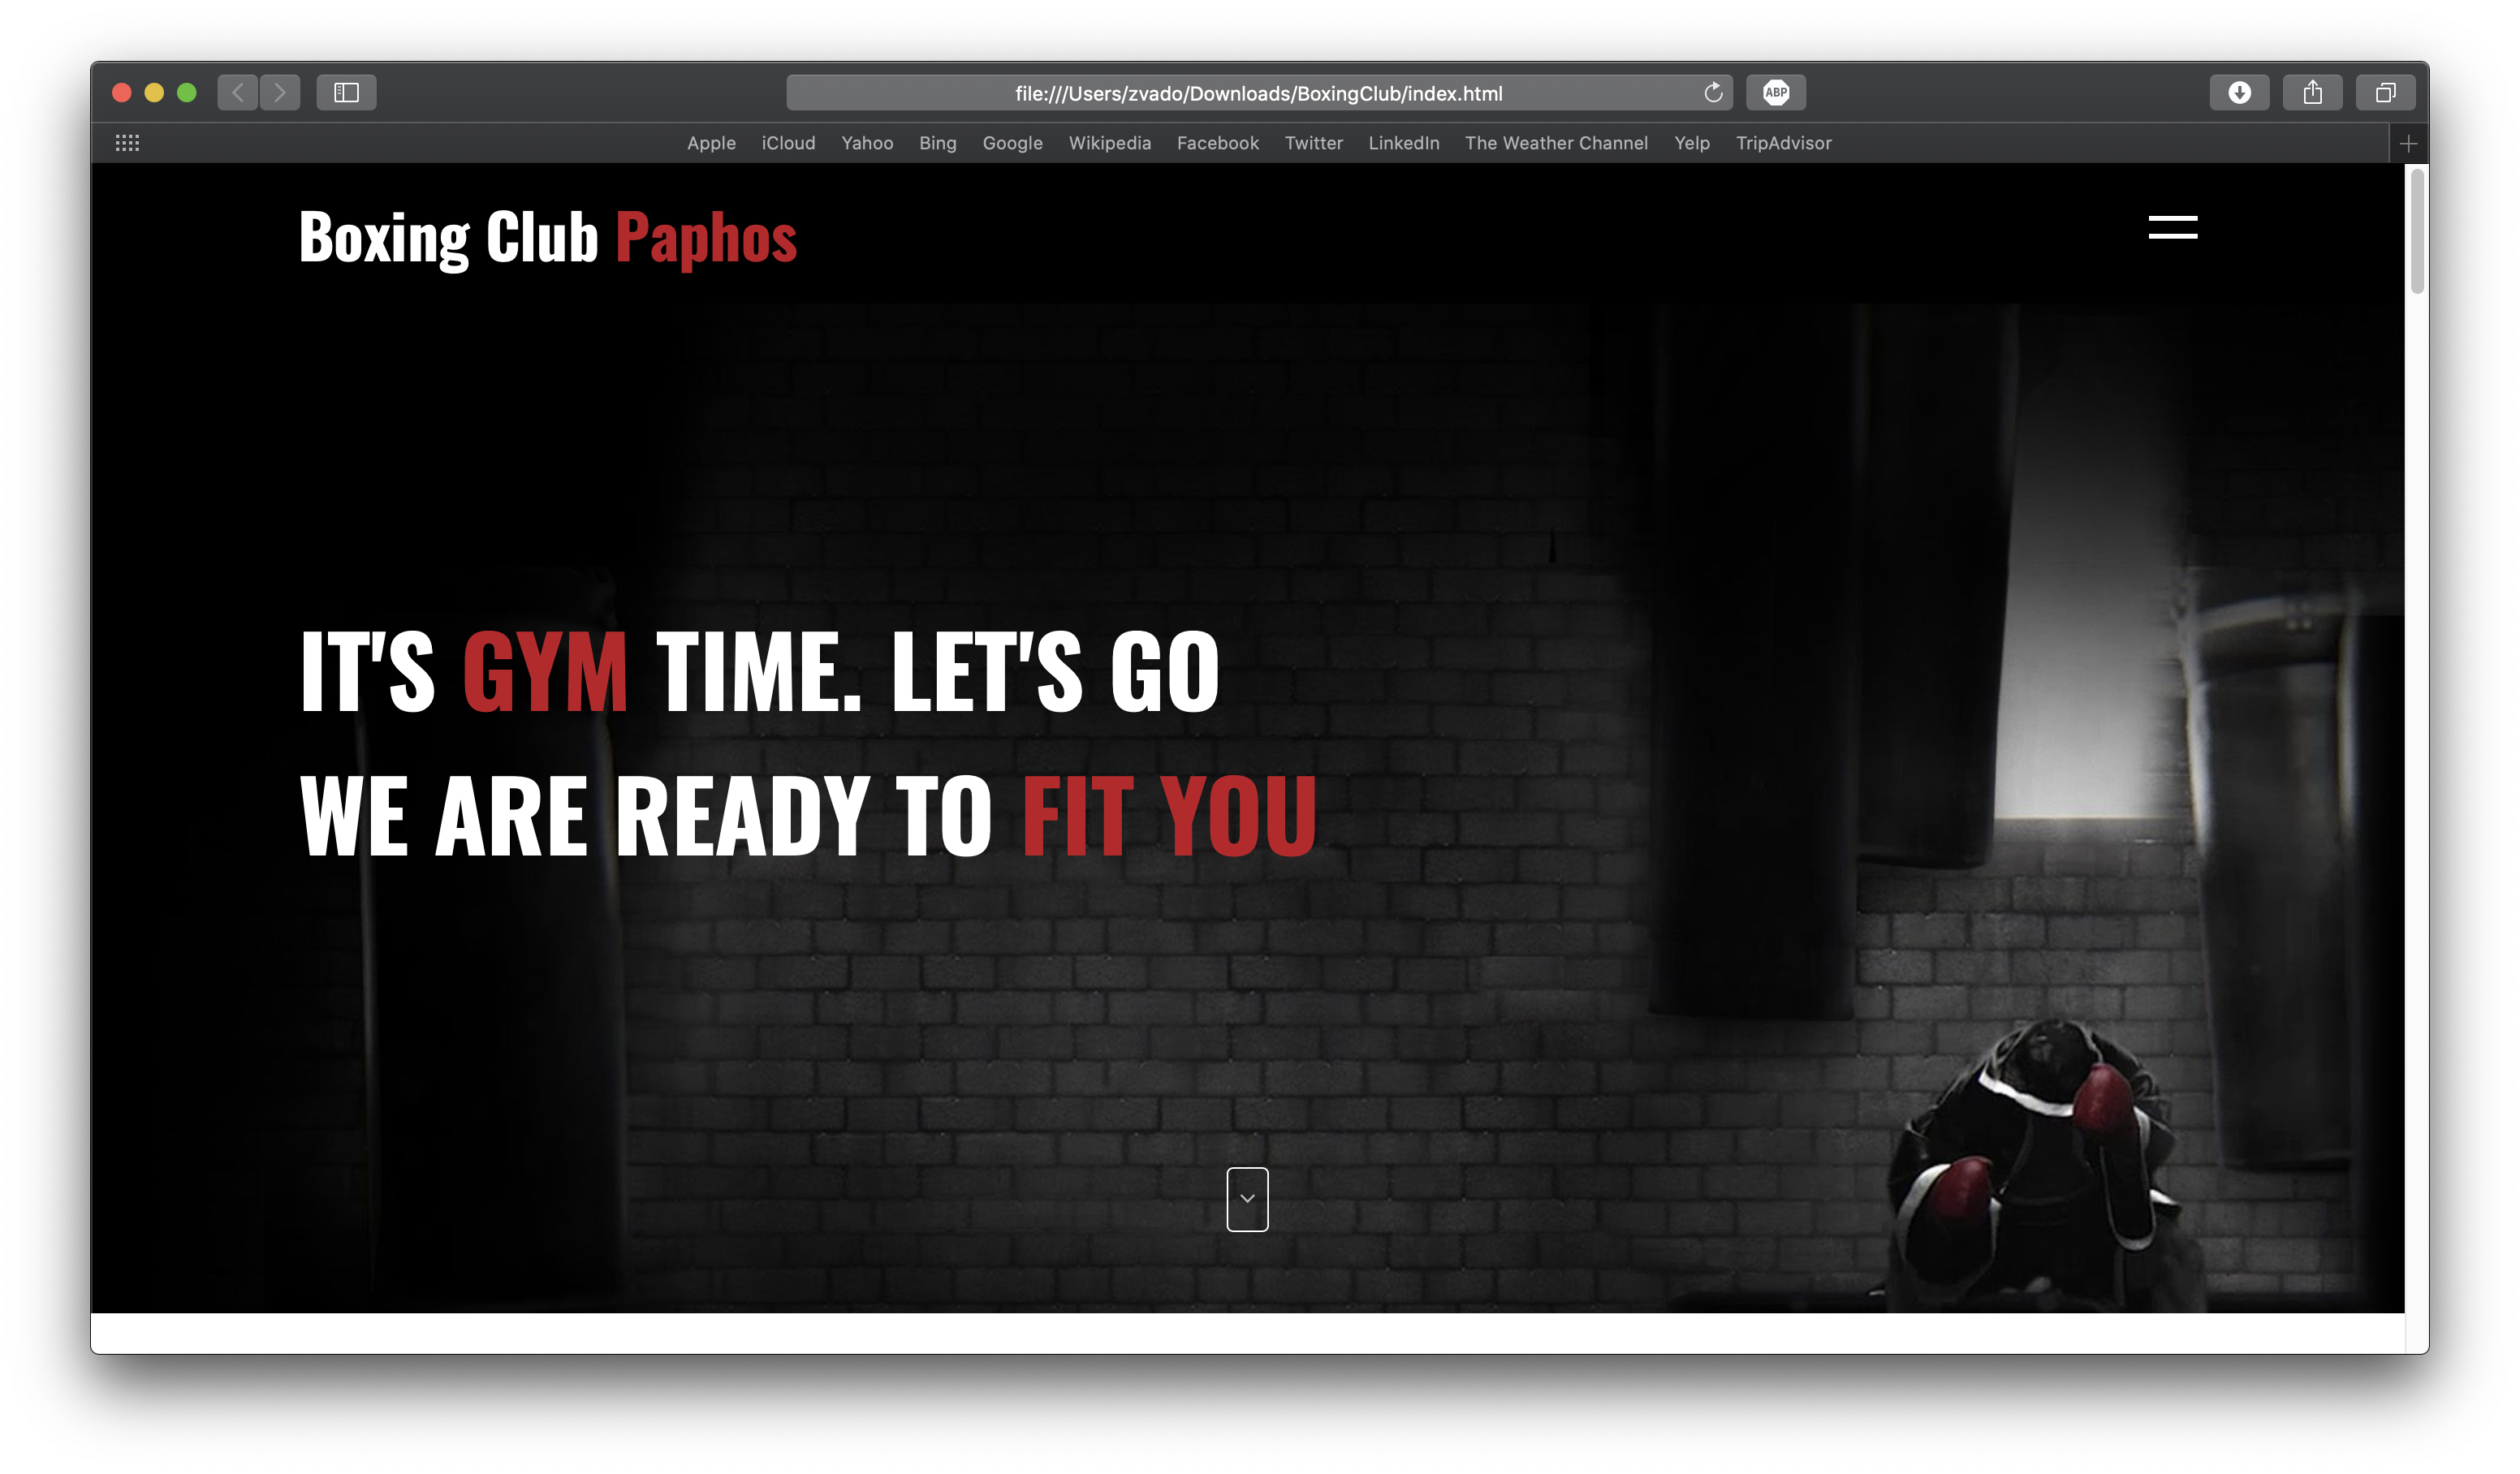 file:///Users/zvado/Downloads/BoxingClub/index.html
ABP
Apple iCloud Yahoo Bing Google Wikipedia Facebook Twitter LinkedIn The Weather Channel Yelp TripAdvisor
Boxing Club Paphos
IT'S GYM TIME. LET'S GO
WE ARE READY TO FIT YOU